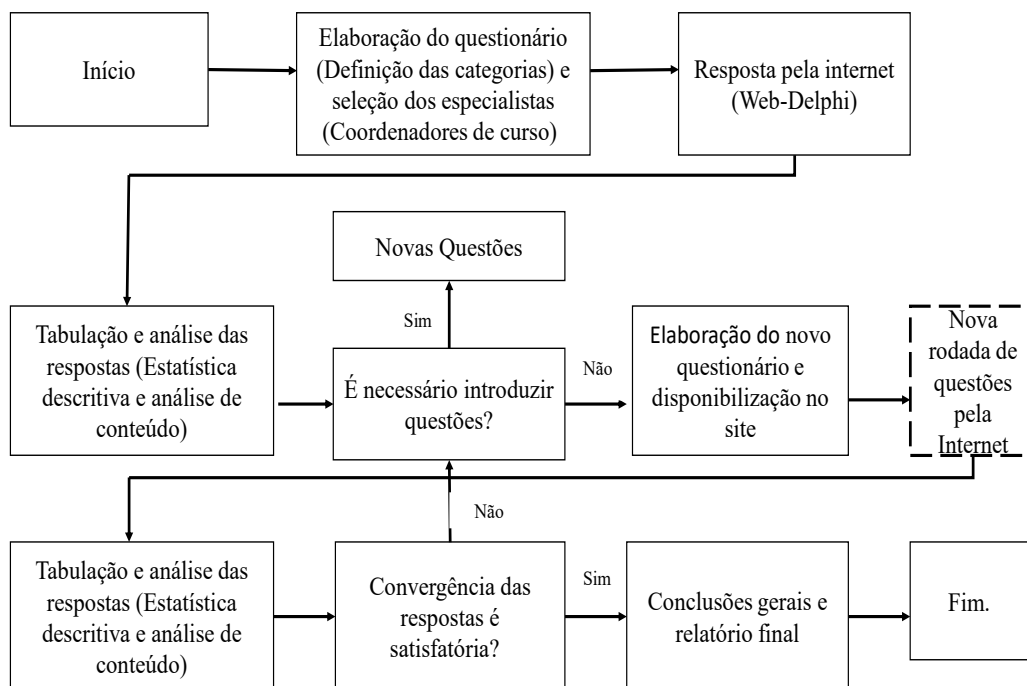 Início
Elaboração do questionário
(Definição das categorias) e
seleção dos especialistas
(Coordenadores de curso)
Resposta pela internet
(Web-Delphi)
Novas Questões
Sim
Tabulação e análise das
respostas (Estatística
descritiva e análise de
conteúdo)
É necessário introduzir
questões?
Não
Elaboração do novo
questionário e
disponibilização no
site
Nova
rodada de
questões
pela
Internet
Não
Tabulação e análise das
respostas (Estatística
descritiva e análise de
conteúdo)
Convergência das
respostas é
satisfatória?
Sim
Conclusões gerais e
relatório final
Fim.